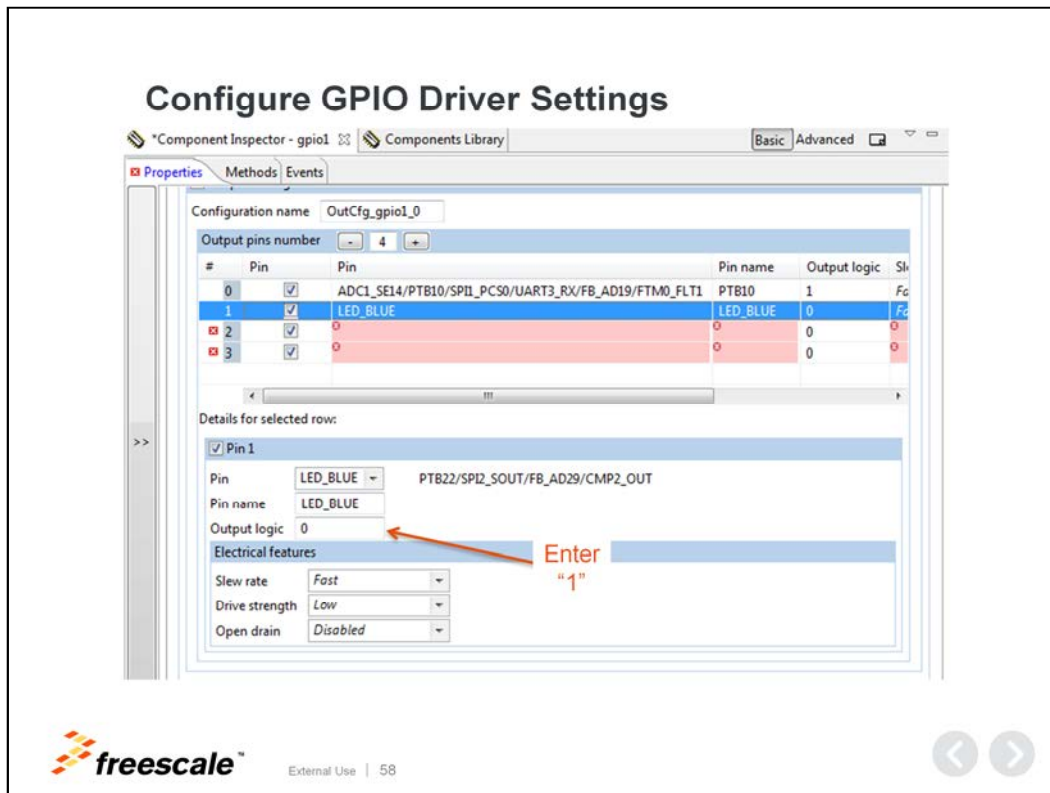 Configure GPIO Driver Settings
*Component Inspector - gpio1 Components Library Basic Advanced
Properties Methods Events
Configuration name OutCfg_gpio1_0
Output pins number - 4 +
# Pin Pin Pin name Output logic
0 ADC1_SE14/PTB10/SPI1_PCS0/UART3_RX/FB_AD19/FTM0_FLT1 PTB10 1
1 LED_BLUE LED_BLUE 0
2 0
3 0
Details for selected row:
>>
Pin 1
Pin LED_BLUE PTB22/SPI2_SOUT/FB_AD29/CMP2_OUT
Pin name LED_BLUE
Output logic 0
Electrical features
Enter
"1"
Slew rate Fast
Drive strength Low
Open drain Disabled
freescale™
External Use | 58